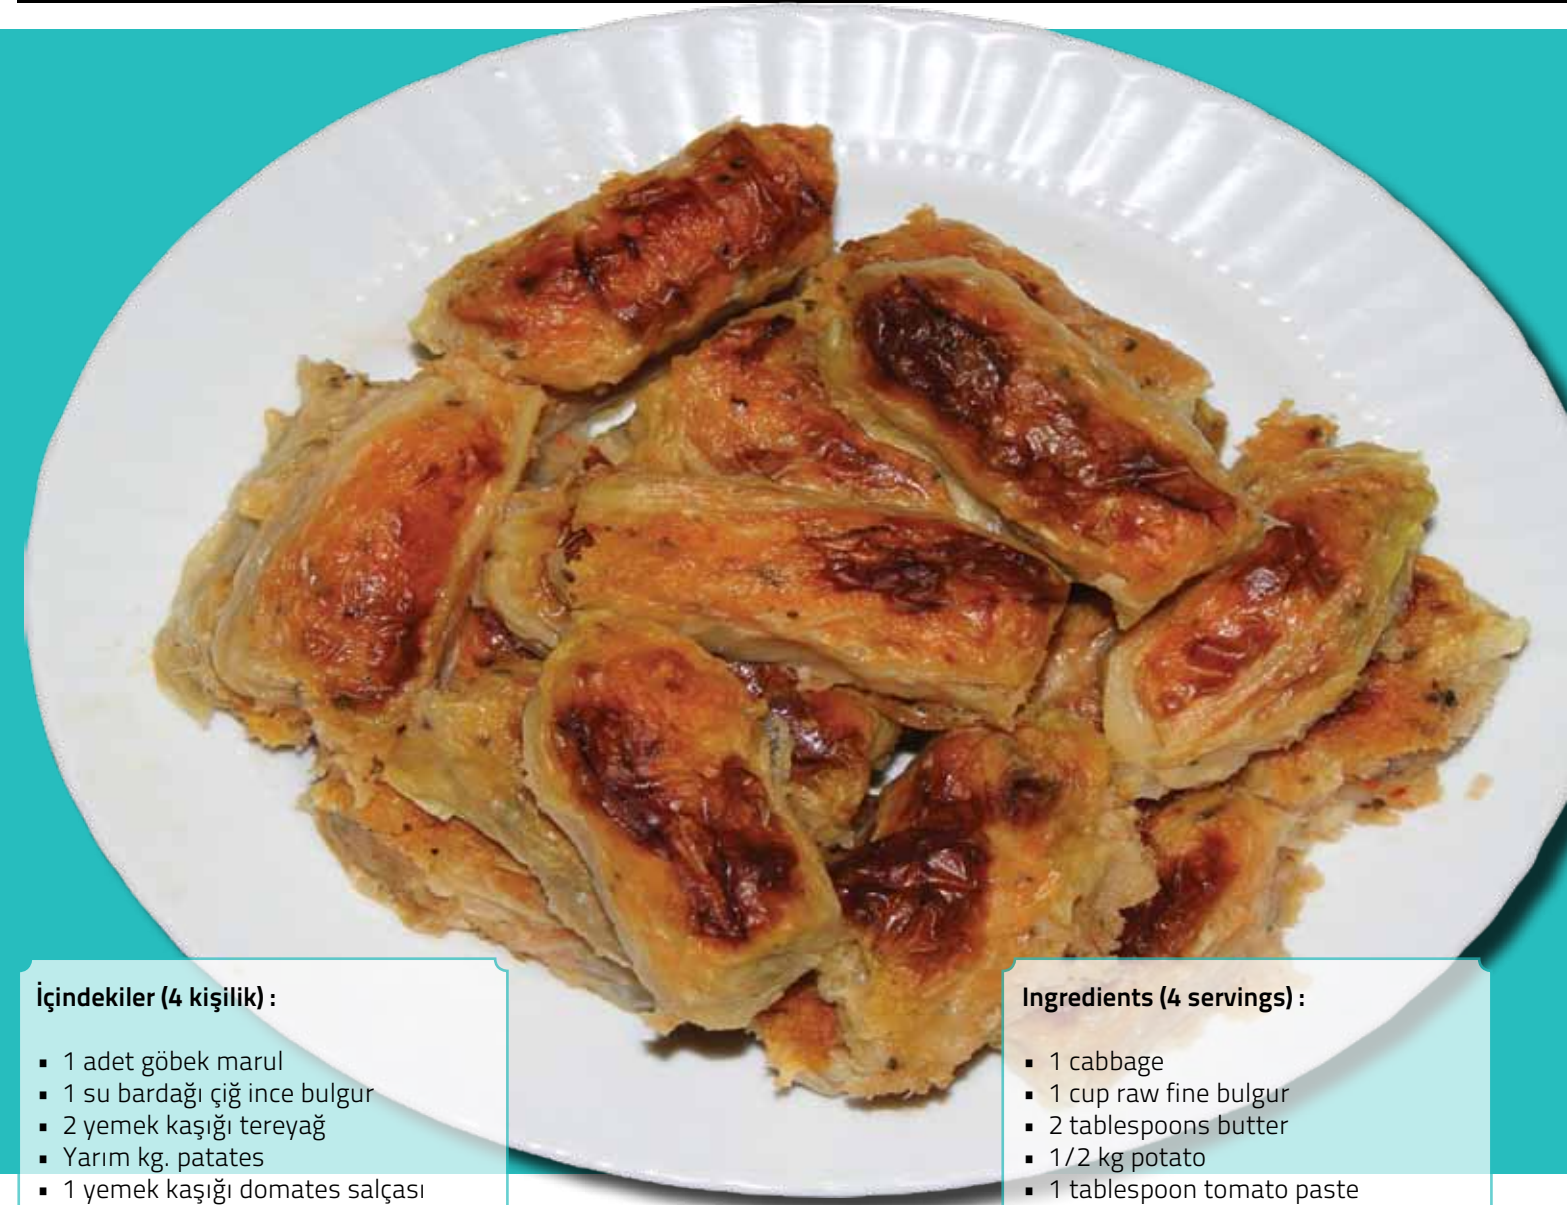 İçindekiler (4 kişilik) :
▪ 1 adet göbek marul
▪ 1 su bardağı çiğ ince bulgur
▪ 2 yemek kaşığı tereyağ
▪ Yarım kg. patates
▪ 1 yemek kaşığı domates salçası
Ingredients (4 servings) :
▪ 1 cabbage
▪ 1 cup raw fine bulgur
▪ 2 tablespoons butter
▪ 1/2 kg potato
▪ 1 tablespoon tomato paste